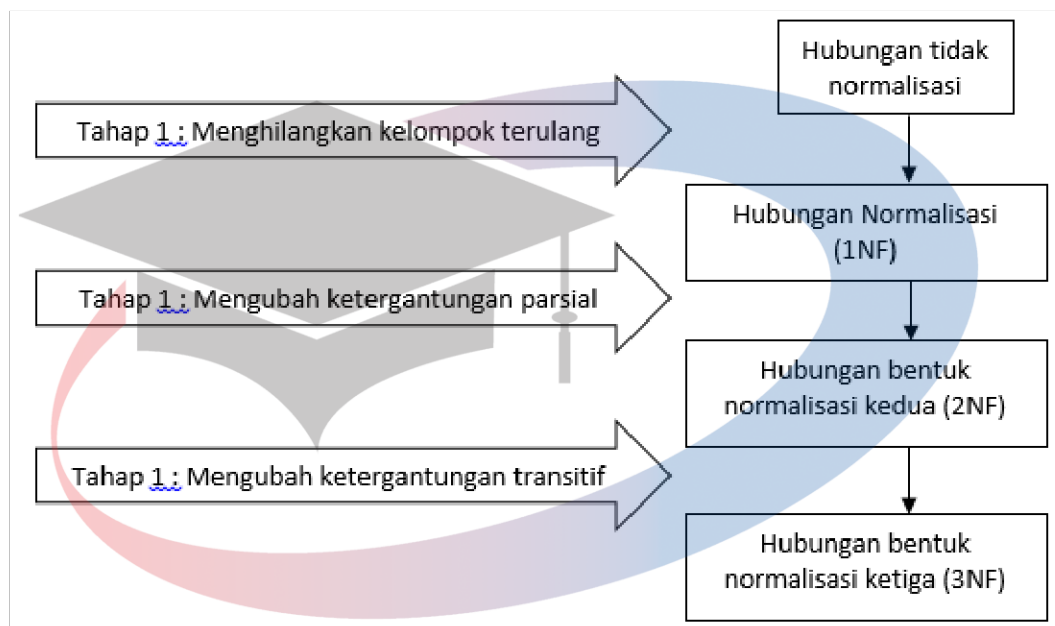 Hubungan tidak
normalisasi
Tahap 1 : Menghilangkan kelompok terulang
Hubungan Normalisasi
(1NF)
Tahap 1 : Mengubah ketergantungan parsial
Hubungan bentuk
normalisasi kedua (2NF)
Tahap 1 : Mengubah ketergantungan transitif
Hubungan bentuk
normalisasi ketiga (3NF)